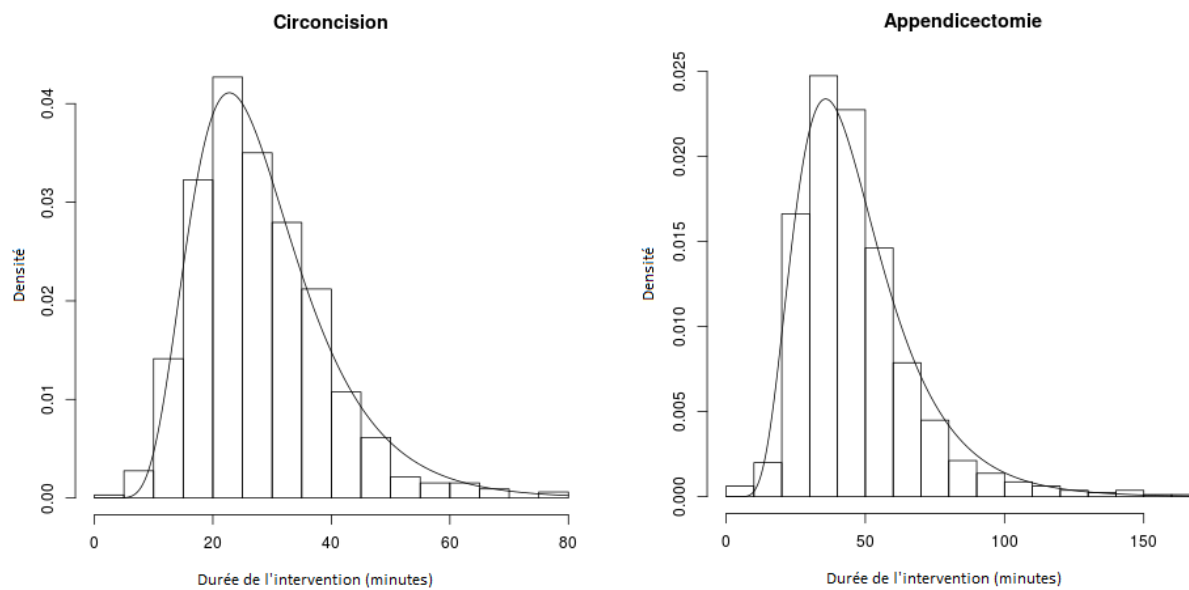 Circoncision
Densité
0.00
0.01
0.02
0.03
0.04
0 20 40 60 80
Durée de l'intervention (minutes)
Appendicectomie
Densité
0.000
0.005
0.010
0.015
0.020
0.025
0 50 100 150
Durée de l'intervention (minutes)